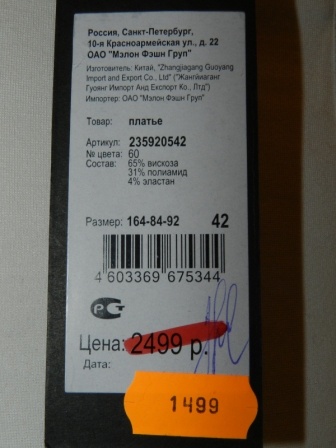 Россия, Санкт-Петербург,
10-я Красноармейская ул., д. 22
ОАО "Мэлон Фэшн Груп"
Изготовитель: Китай, "Zhangjiagang Guoyang
Import and Export Co., Ltd" ("Жангйиаганг
Гуоянг Импорт Анд Експорт Ко., Лтд")
Импортер: ОАО "Мэлон Фэшн Груп"
Товар: платье
Артикул: 235920542
№ цвета: 60
Состав: 65% вискоза
31% полиамид
4% эластан
Размер: 164-84-92 42
4 603369 675344
РСТ
Цена: 2499 р.
Дата:
1499